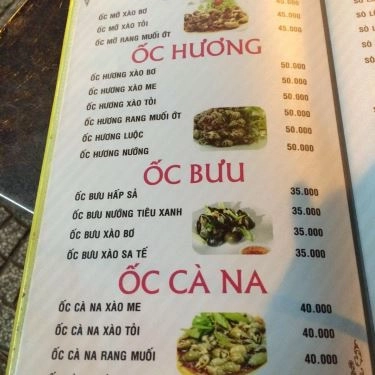 ỐC MỠ XÀO BƠ 45.000
ỐC MỠ XÀO TỎI 45.000
ỐC MỠ RANG MUỐI ỚT 40.000
ỐC HƯƠNG
ỐC HƯƠNG XÀO BƠ 50.000
ỐC HƯƠNG XÀO ME 50.000
ỐC HƯƠNG XÀO TỎI 50.000
ỐC HƯƠNG RANG MUỐI ỚT 50.000
ỐC HƯƠNG LUỘC 50.000
ỐC HƯƠNG NƯỚNG 50.000
ỐC BƯU
ỐC BƯU HẤP SẢ 35.000
ỐC BƯU NƯỚNG TIÊU XANH 35.000
ỐC BƯU XÀO BƠ 35.000
ỐC BƯU XÀO SA TẾ 35.000
ỐC CÀ NA
ỐC CÀ NA XÀO ME 40.000
ỐC CÀ NA XÀO TỎI 40.000
ỐC CÀ NA RANG MUỐI 40.000